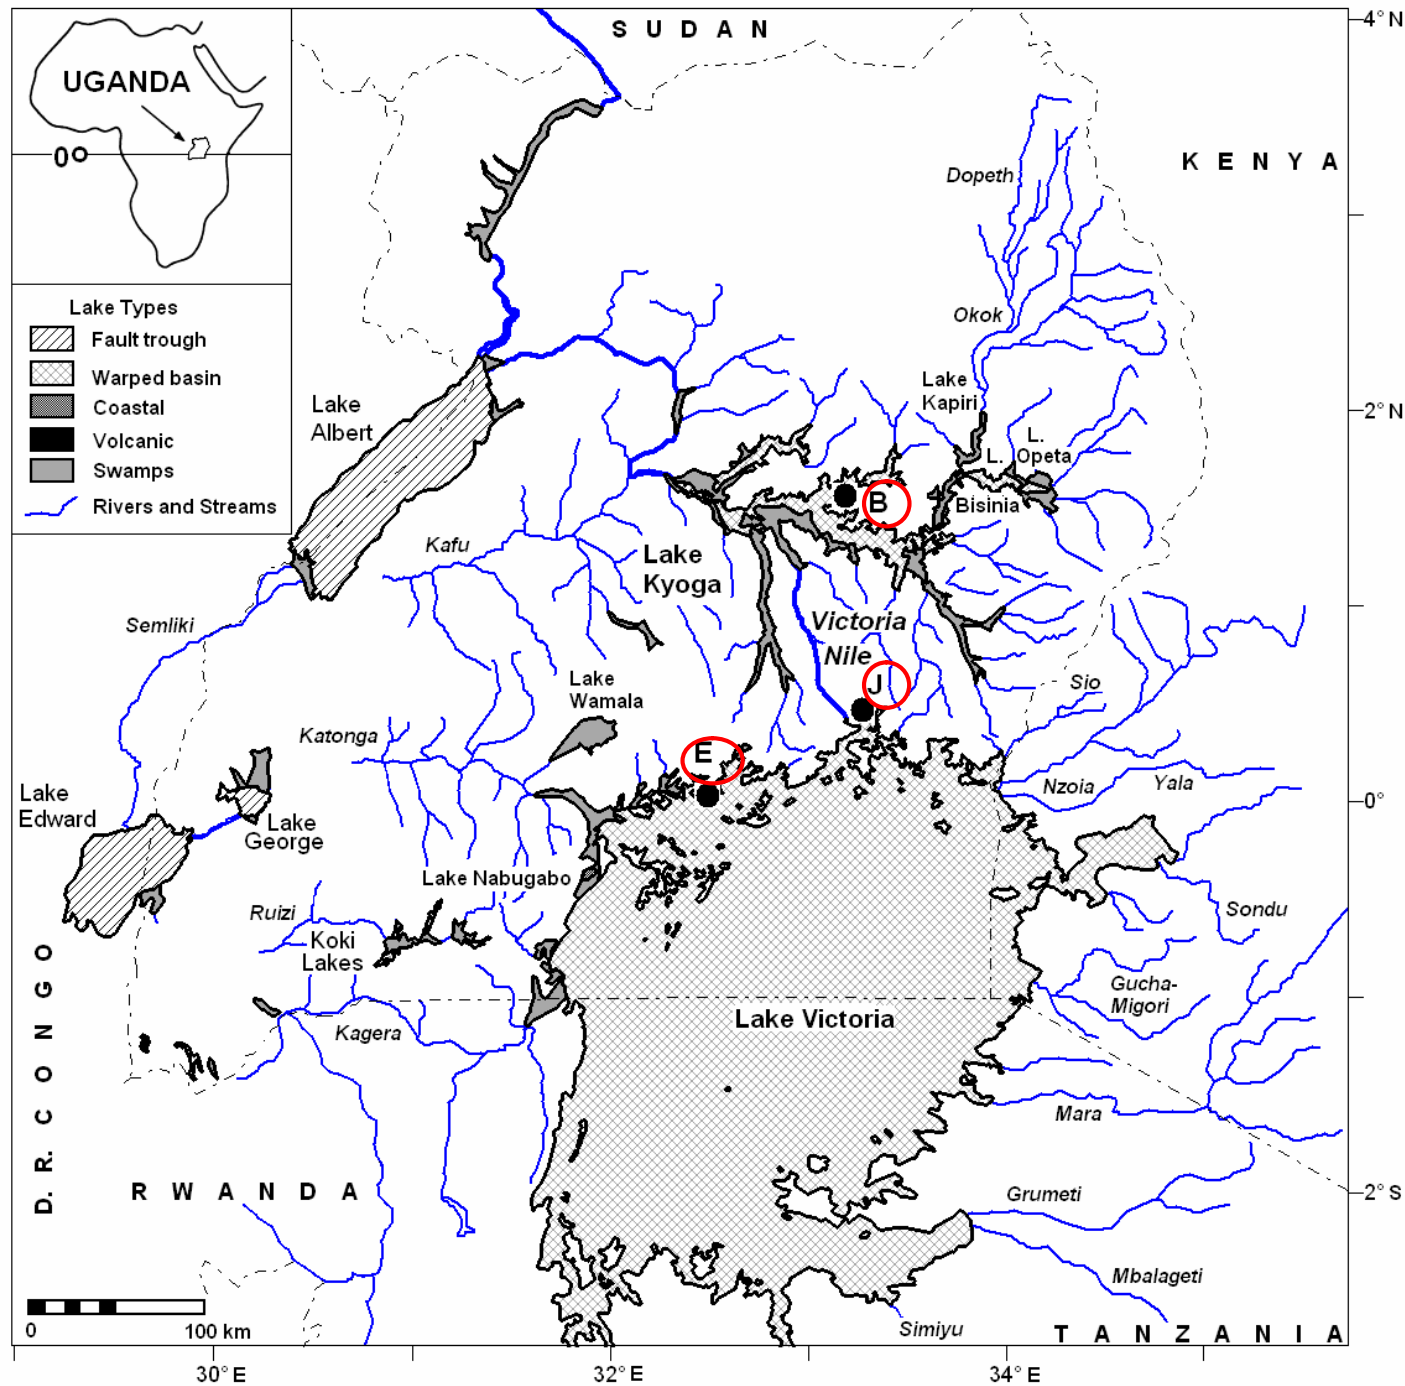 S U D A N
4° N
UGANDA
0°
K E N Y A
Dopeth
Lake Types
Fault trough
Warped basin
Coastal
Volcanic
Swamps
Rivers and Streams
Okok
Lake
Kapiri
2° N
Lake
Albert
L.
Opeta
L.
Bisinia
B
Kafu
Lake
Kyoga
Semliki
Victoria
Nile
J
Lake
Wamala
Sio
Katonga
E
Nzoia
Yala
0°
Lake
Edward
Lake
George
Lake Nabugabo
Ruizi
Koki
Lakes
Sondu
Gucha-
Migori
Lake Victoria
Kagera
Mara
D. R. C O N G O
R W A N D A
Grumeti
2° S
Mbalageti
Simiyu
T A N Z A N I A
0
100 km
30° E
32° E
34° E